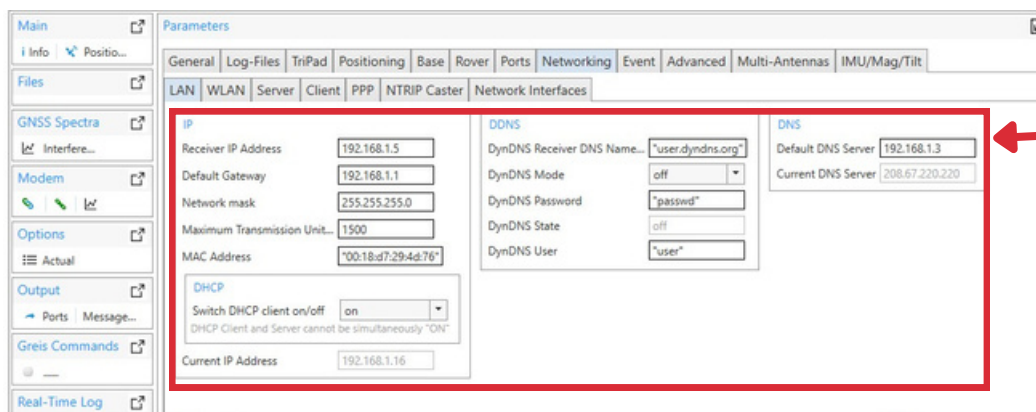 Main
Info Positio...
Files
GNSS Spectra
Interfere...
Modem
Options
Actual
Output
Ports Message...
Greis Commands
Real-Time Log
Parameters
General Log-Files TriPad Positioning Base Rover Ports Networking Event Advanced Multi-Antennas IMU/Mag/Tilt
LAN WLAN Server Client PPP NTRIP Caster Network Interfaces
IP
Receiver IP Address 192.168.1.5
Default Gateway 192.168.1.1
Network mask 255.255.255.0
Maximum Transmission Unit... 1500
MAC Address "00:18:d7:29:4d:76"
DHCP
Switch DHCP client on/off on
DHCP Client and Server cannot be simultaneously "ON"
Current IP Address 192.168.1.16
DDNS
DynDNS Receiver DNS Name... "user.dyndns.org"
DynDNS Mode off
DynDNS Password "passwd"
DynDNS State off
DynDNS User "user"
DNS
Default DNS Server 192.168.1.3
Current DNS Server 208.67.220.220